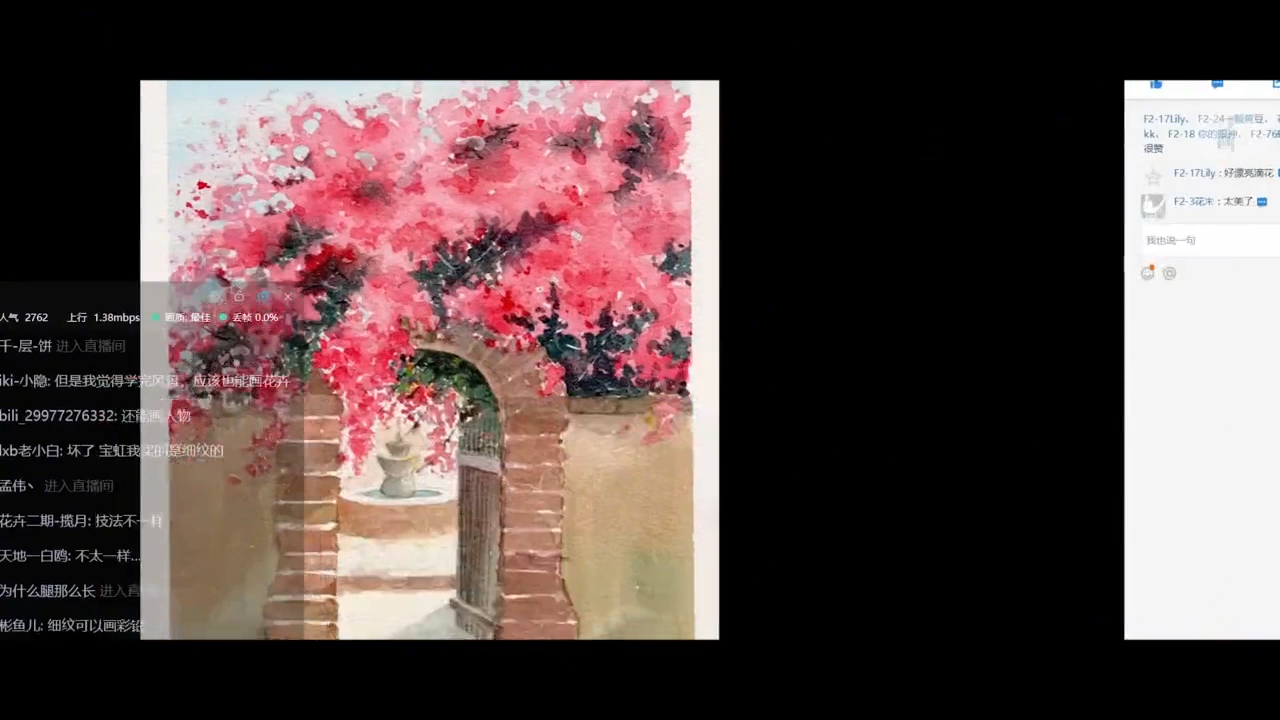 人气 2762 上行 1.38mbps 画质: 最佳 丢帧 0.0%
千-层-饼 进入直播间
iki-小隐: 但是我觉得学完风景，应该也能画花卉
bili_29977276332: 还能画人物
lxb老小白: 坏了 宝虹我买的是细纹的
孟伟丶 进入直播间
花卉二期-揽月: 技法不一样
天地一白鸥: 不太一样...
为什么腿那么长 进入直
彬鱼儿: 细纹可以画彩铅
F2-17Lily、 F2-24一颗黄豆、
kk、 F2-18 你的眼神、 F2-76
很赞
F2-17Lily : 好漂亮滴花
F2-3花末 : 太美了
我也说一句